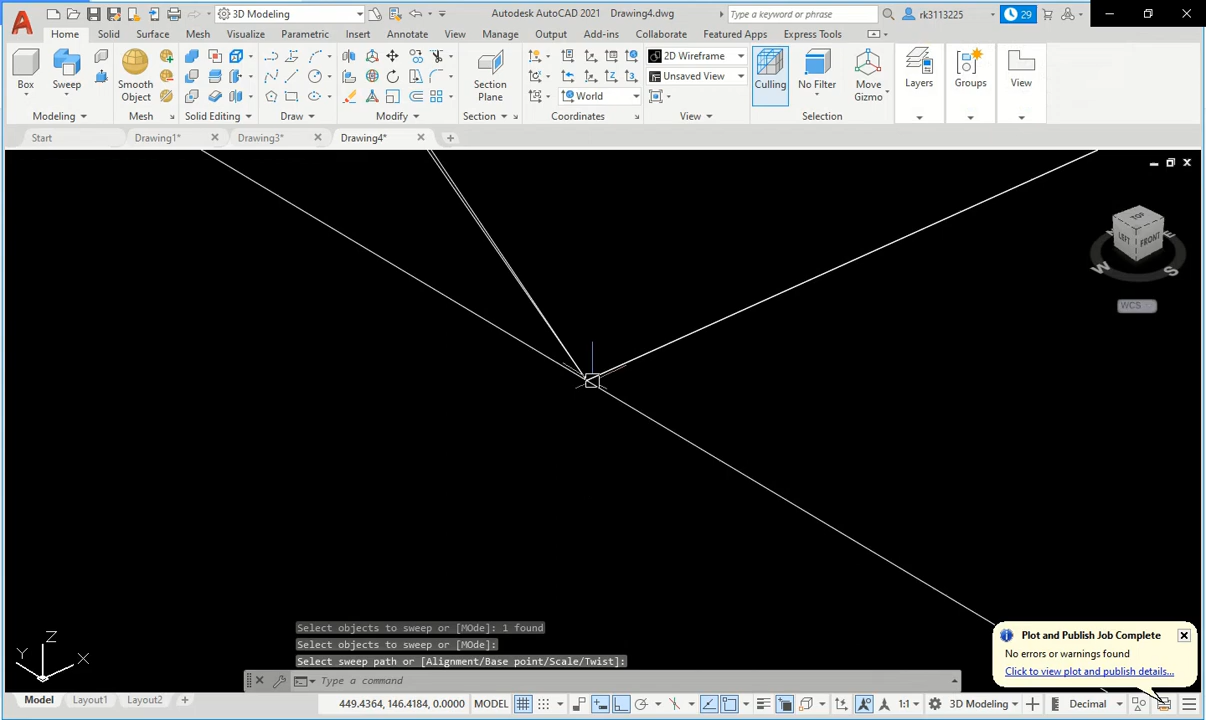 3D Modeling
Autodesk AutoCAD 2021 Drawing4.dwg
Type a keyword or phrase
rk3113225
29
Home Solid Surface Mesh Visualize Parametric Insert Annotate View Manage Output Add-ins Collaborate Featured Apps Express Tools
2D Wireframe
Unsaved View
World
Box
Sweep
Smooth
Object
Section
Plane
Culling
No Filter
Move
Gizmo
Layers
Groups
View
Modeling
Mesh
Solid Editing
Draw
Modify
Section
Coordinates
View
Selection
Start
Drawing1*
Drawing3*
Drawing4*
TOP
LEFT
FRONT
W
E
S
WCS
Z
Y
X
Select objects to sweep or [MOde]: 1 found
Select objects to sweep or [MOde]:
Select sweep path or [Alignment/Base point/Scale/Twist]:
Type a command
Plot and Publish Job Complete
No errors or warnings found
Click to view plot and publish details...
Model
Layout1
Layout2
449.4364, 146.4184, 0.0000
MODEL
1:1
3D Modeling
Decimal